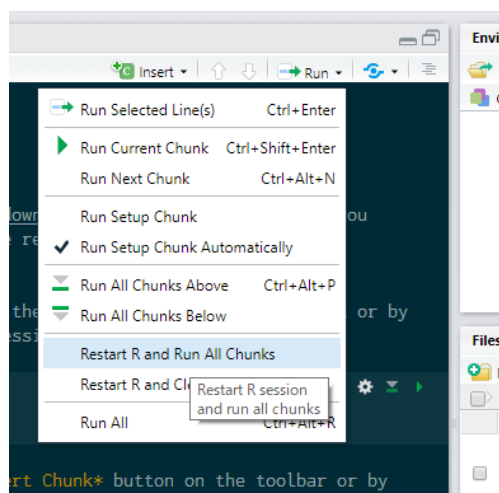 Envi
Insert
Run
Run Selected Line(s) Ctrl+Enter
Run Current Chunk Ctrl+Shift+Enter
Run Next Chunk Ctrl+Alt+N
Run Setup Chunk
you
Run Setup Chunk Automatically
Run All Chunks Above Ctrl+Alt+P
the
Run All Chunks Below
or by
Restart R and Run All Chunks
Files
Restart R and Cl
Restart R session
and run all chunks
Run All Ctrl+Alt+R
ert Chunk* button on the toolbar or by